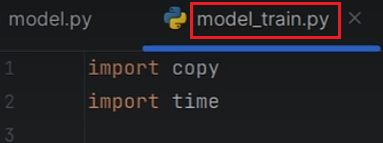 model.py model_train.py ×
1 import copy
2 import time
3